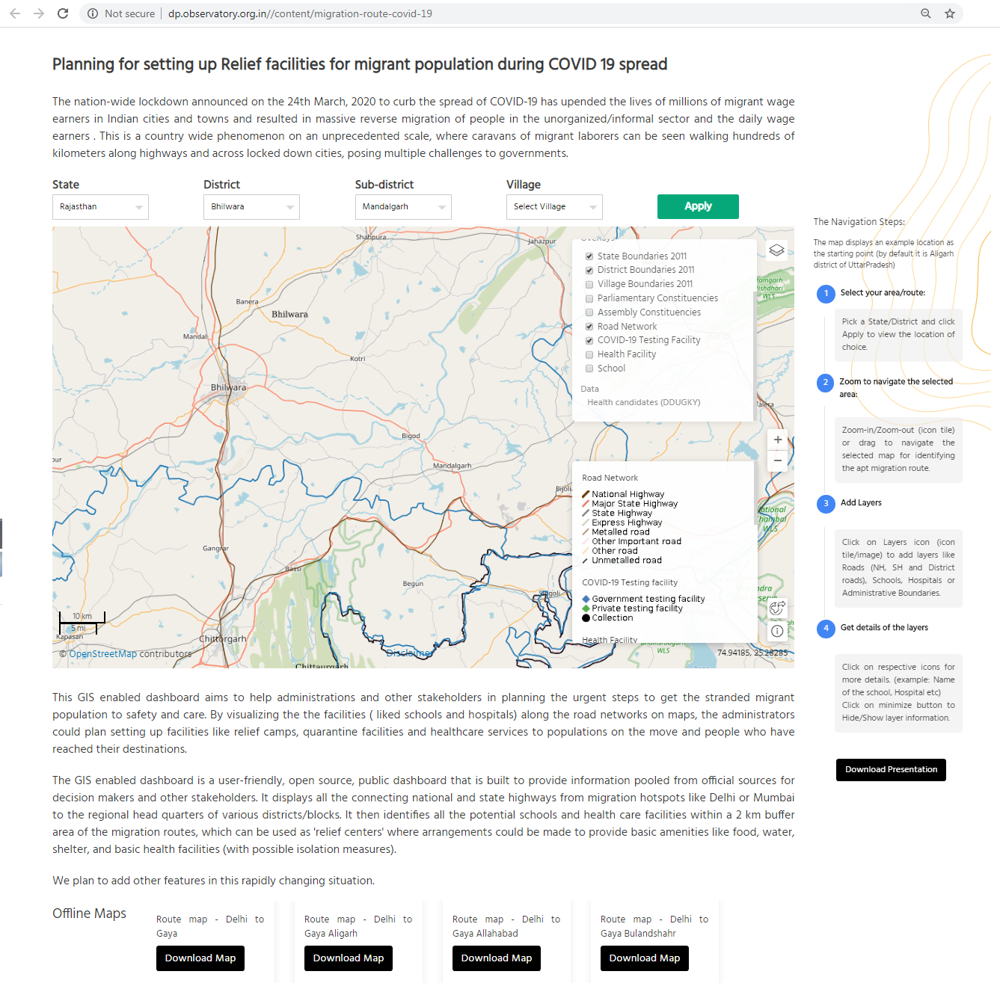 Not secure | dp.observatory.org.in//content/migration-route-covid-19
Planning for setting up Relief facilities for migrant population during COVID 19 spread
The nation-wide lockdown announced on the 24th March, 2020 to curb the spread of COVID-19 has upended the lives of millions of migrant wage
earners in Indian cities and towns and resulted in massive reverse migration of people in the unorganized/informal sector and the daily wage
earners . This is a country wide phenomenon on an unprecedented scale, where caravans of migrant laborers can be seen walking hundreds of
kilometers along highways and across locked down cities, posing multiple challenges to governments.
State District Sub-district Village
Rajasthan Bhilwara Mandalgarh Select Village Apply
Shahpura
Jahazpur
Banera
Bhilwara
Mandal
Kotri
Bhilwara
Bigod
Mandalgarh
Gangrar
Bassi
Begun
Chittorgarh
Kapasan
Chittaurgarh
10 km
5 mi
© OpenStreetMap contributors
Disclaimer
74.94185, 25.28285
Overlays
State Boundaries 2011
District Boundaries 2011
Village Boundaries 2011
Parliamentary Constituencies
Assembly Constituencies
Road Network
COVID-19 Testing Facility
Health Facility
School
Data
Health candidates (DDUGKY)
+
−
Road Network
National Highway
Major State Highway
State Highway
Express Highway
Metalled road
Other Important road
Other road
Unmetalled road
COVID-19 Testing facility
Government testing facility
Private testing facility
Collection
Health Facility
WLS
WLS
WLS
The Navigation Steps:
The map displays an example location as
the starting point (by default it is Aligarh
district of UttarPradesh)
1 Select your area/route:
Pick a State/District and click
Apply to view the location of
choice.
2 Zoom to navigate the selected
area:
Zoom-in/Zoom-out (icon tile)
or drag to navigate the
selected map for identifying
the apt migration route.
3 Add Layers
Click on Layers icon (icon
tile/image) to add layers like
Roads (NH, SH and District
roads), Schools, Hospitals or
Administrative Boundaries.
4 Get details of the layers
Click on respective icons for
more details. (example: Name
of the school, Hospital etc)
Click on minimize button to
Hide/Show layer information.
Download Presentation
This GIS enabled dashboard aims to help administrations and other stakeholders in planning the urgent steps to get the stranded migrant
population to safety and care. By visualizing the the facilities ( liked schools and hospitals) along the road networks on maps, the administrators
could plan setting up facilities like relief camps, quarantine facilities and healthcare services to populations on the move and people who have
reached their destinations.
The GIS enabled dashboard is a user-friendly, open source, public dashboard that is built to provide information pooled from official sources for
decision makers and other stakeholders. It displays all the connecting national and state highways from migration hotspots like Delhi or Mumbai
to the regional head quarters of various districts/blocks. It then identifies all the potential schools and health care facilities within a 2 km buffer
area of the migration routes, which can be used as 'relief centers' where arrangements could be made to provide basic amenities like food, water,
shelter, and basic health facilities (with possible isolation measures).
We plan to add other features in this rapidly changing situation.
Offline Maps
Route map - Delhi to
Gaya
Download Map
Route map - Delhi to
Gaya Aligarh
Download Map
Route map - Delhi to
Gaya Allahabad
Download Map
Route map - Delhi to
Gaya Bulandshahr
Download Map